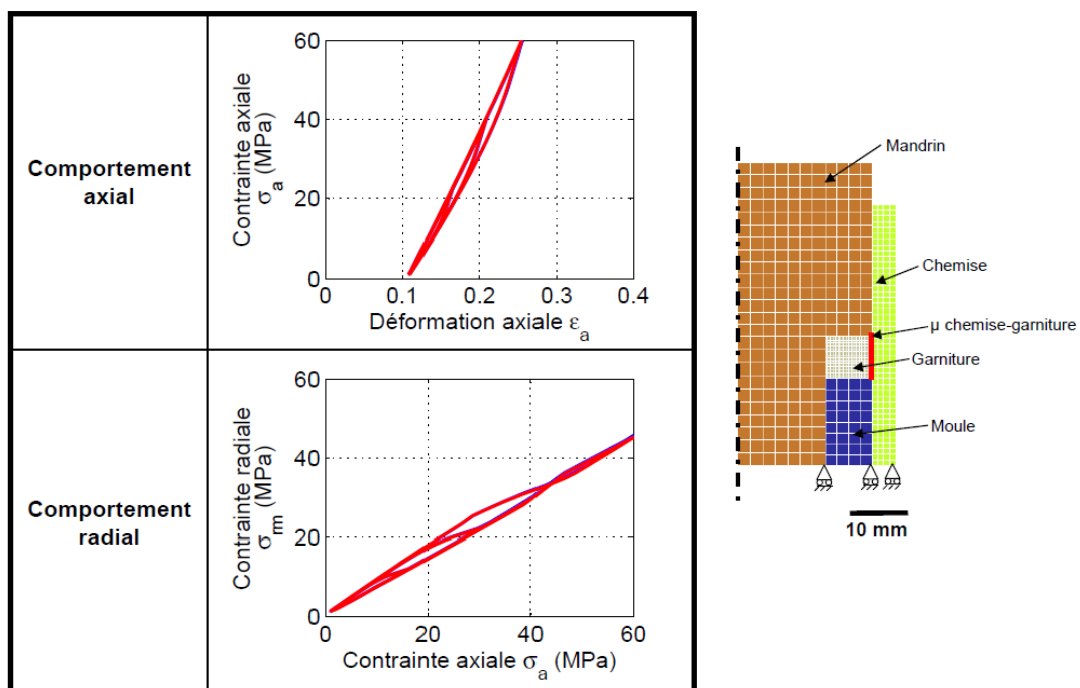 Comportement
axial
Contrainte axiale
σa (MPa)
60
40
20
0
0
0.1
0.2
0.3
0.4
Déformation axiale εa
Comportement
radial
Contrainte radiale
σrm (MPa)
60
40
20
0
0
20
40
60
Contrainte axiale σa (MPa)
Mandrin
Chemise
μ chemise-garniture
Garniture
Moule
10 mm